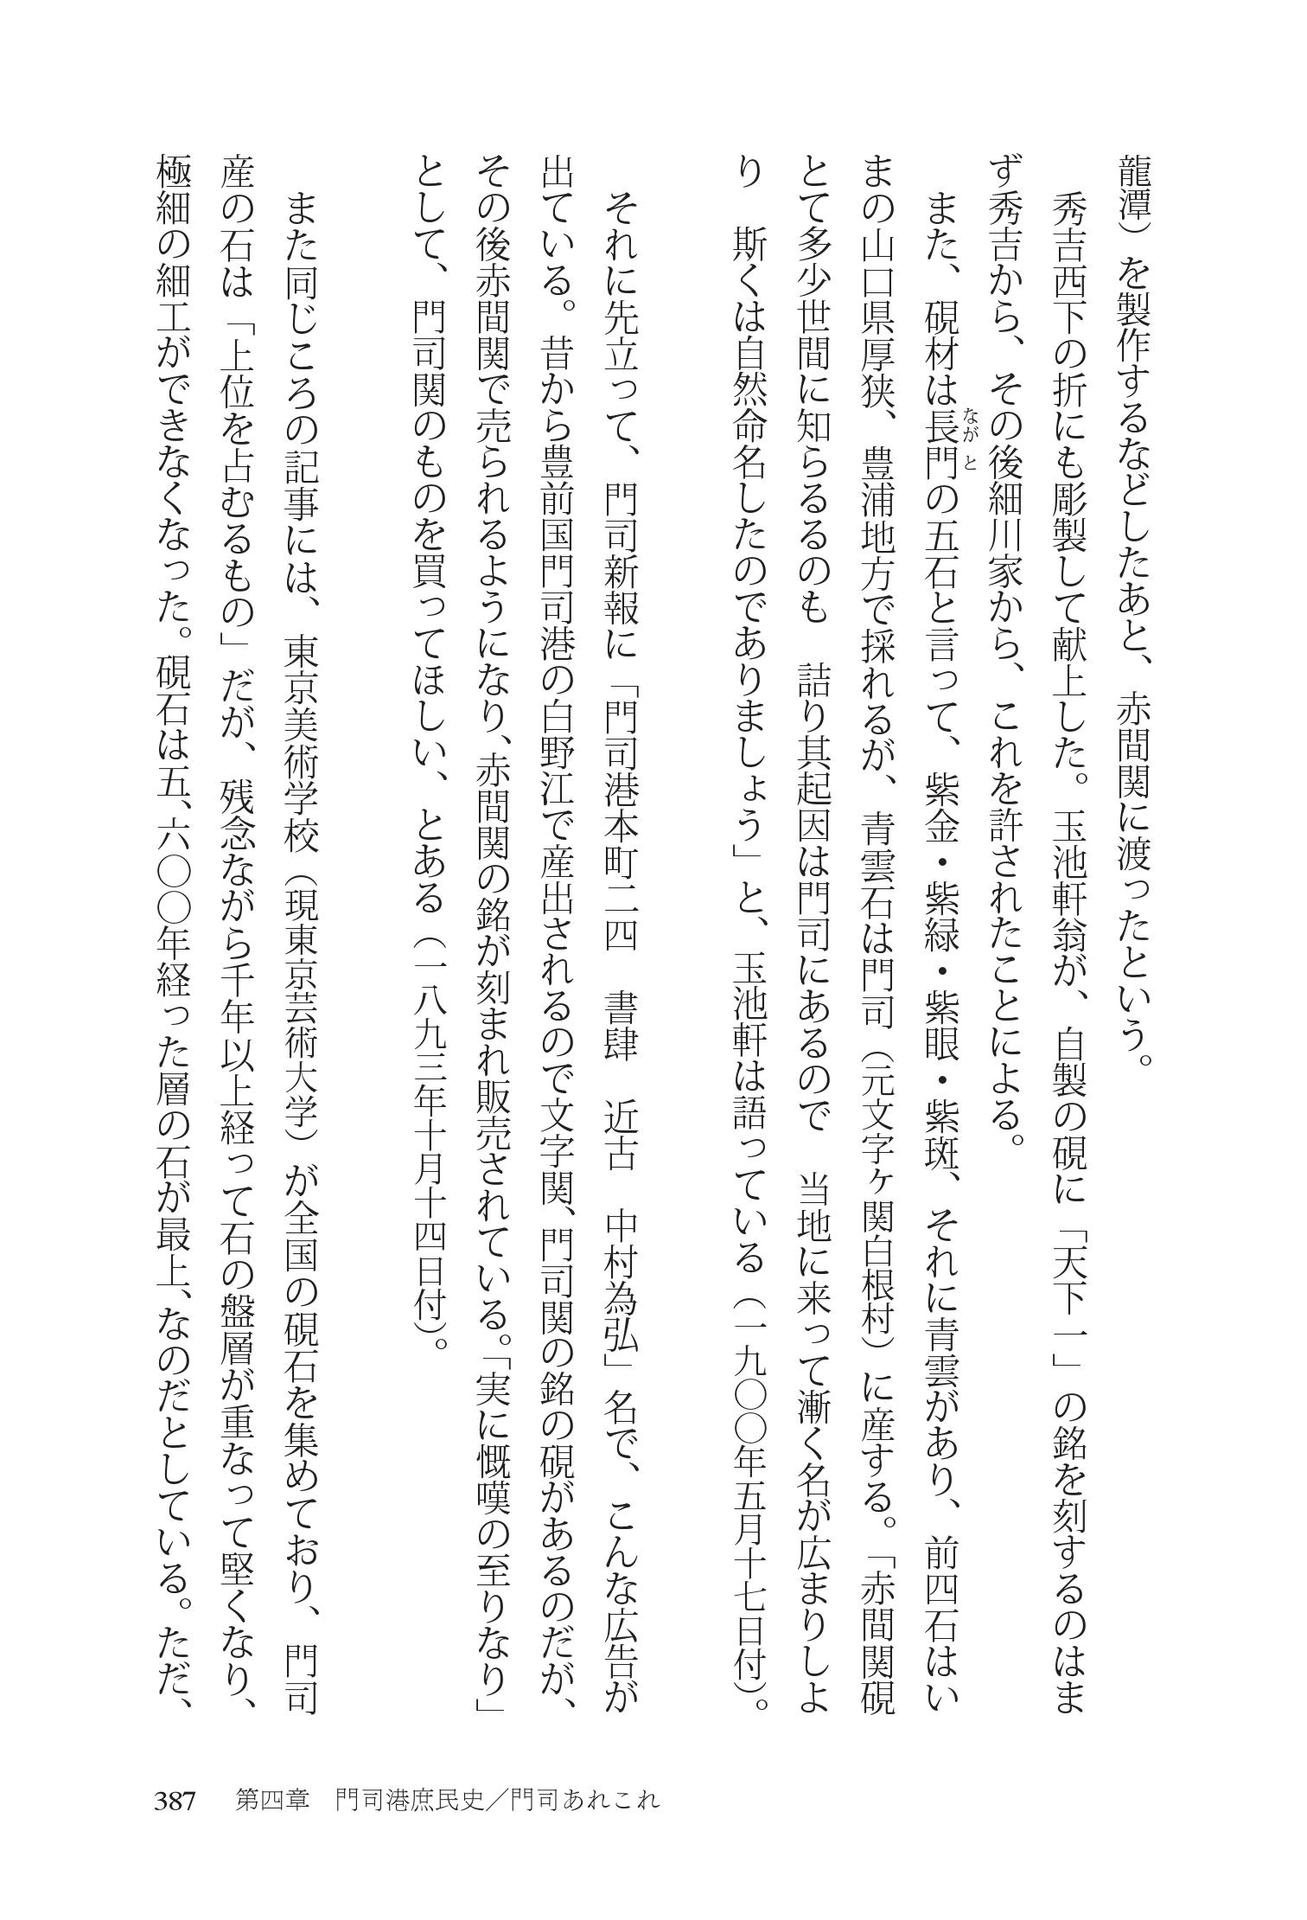 龍潭）を製作するなどしたあと、赤間関に渡ったという。
　秀吉西下の折にも彫製して献上した。玉池軒翁が、自製の硯に「天下一」の銘を刻するのはま
ず秀吉から、その後細川家から、これを許されたことによる。
　また、硯材は長門の五石と言って、紫金・紫緑・紫眼・紫斑、それに青雲があり、前四石はい
ながと
まの山口県厚狭、豊浦地方で採れるが、青雲石は門司（元文字ヶ関白根村）に産する。「赤間関硯
とて多少世間に知らるるのも　詰り其起因は門司にあるので　当地に来って漸く名が広まりしよ
り　斯くは自然命名したのでありましょう」と、玉池軒は語っている（一九〇〇年五月十七日付）。
　それに先立って、門司新報に「門司港本町二四　書肆　近古　中村為弘」名で、こんな広告が
出ている。昔から豊前国門司港の白野江で産出されるので文字関、門司関の銘の硯があるのだが、
その後赤間関で売られるようになり、赤間関の銘が刻まれ販売されている。「実に慨嘆の至りなり」
として、門司関のものを買ってほしい、とある（一八九三年十月十四日付）。
　また同じころの記事には、東京美術学校（現東京芸術大学）が全国の硯石を集めており、門司
産の石は「上位を占むるもの」だが、残念ながら千年以上経って石の盤層が重なって堅くなり、
極細の細工ができなくなった。硯石は五、六〇〇年経った層の石が最上、なのだとしている。ただ、
387　第四章　門司港庶民史／門司あれこれ